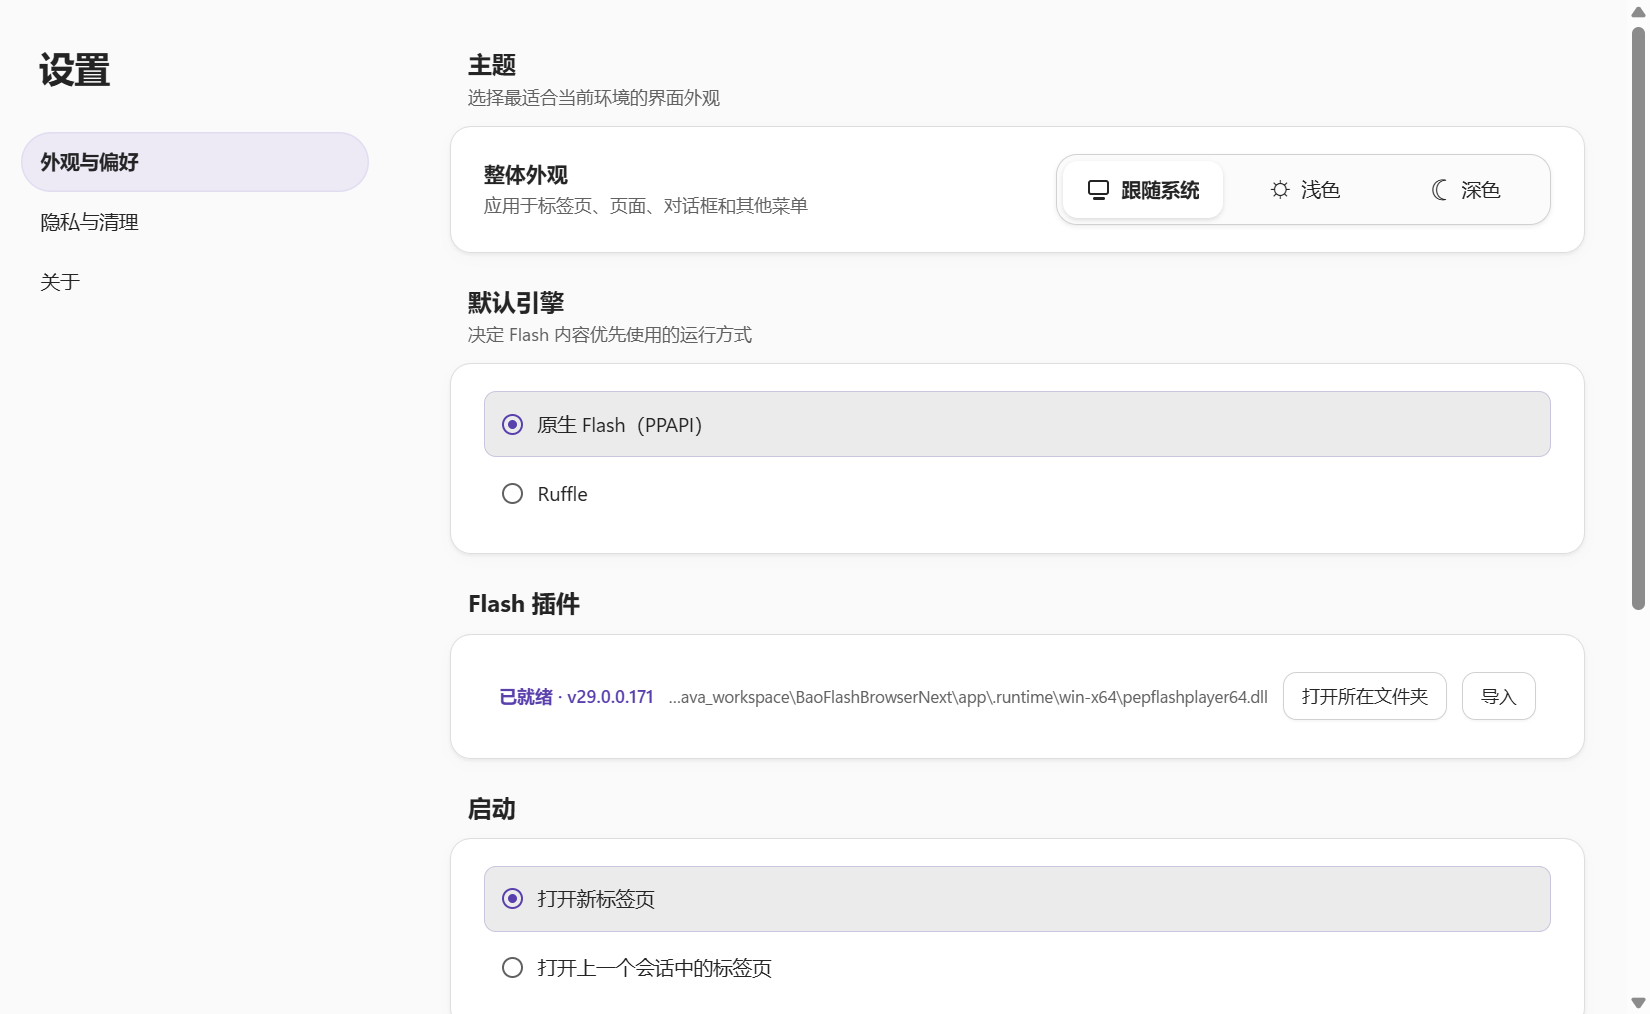 设置
外观与偏好
隐私与清理
关于
主题
选择最适合当前环境的界面外观
整体外观
应用于标签页、页面、对话框和其他菜单
跟随系统
浅色
深色
默认引擎
决定 Flash 内容优先使用的运行方式
原生 Flash（PPAPI）
Ruffle
Flash 插件
已就绪 · v29.0.0.171
...ava_workspace\BaoFlashBrowserNext\app\.runtime\win-x64\pepflashplayer64.dll
打开所在文件夹
导入
启动
打开新标签页
打开上一个会话中的标签页